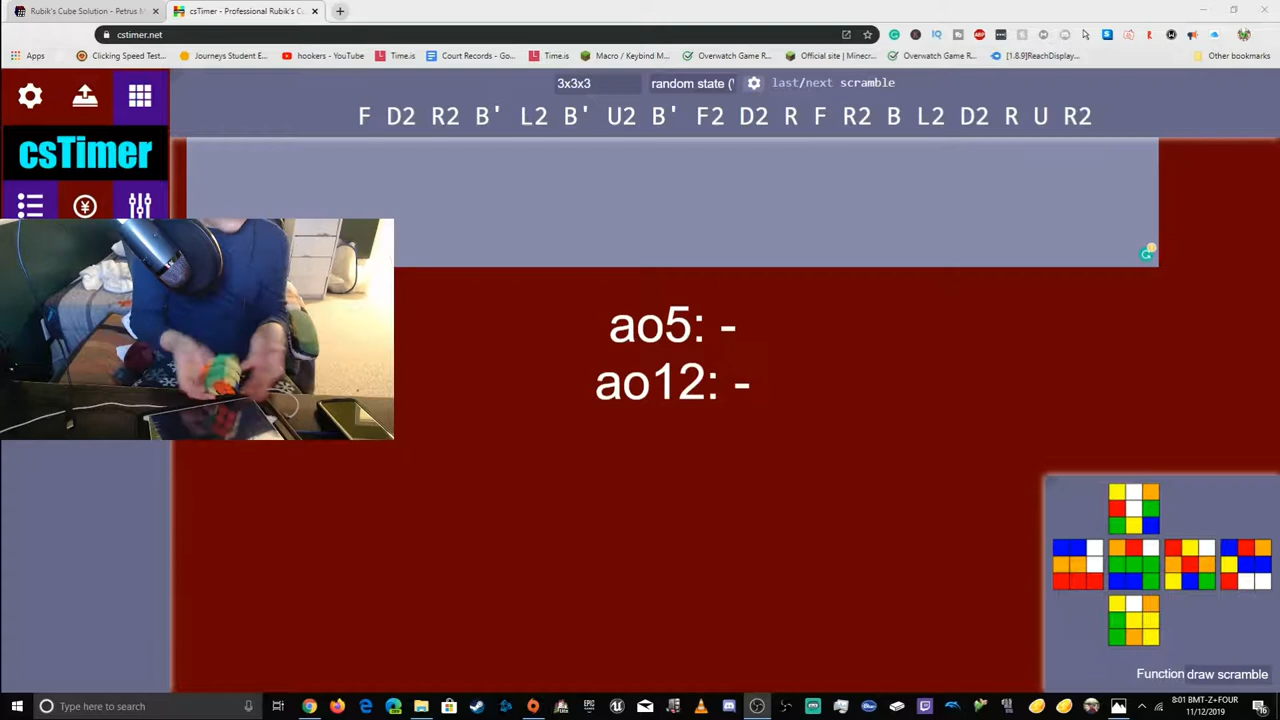 Rubik's Cube Solution - Petrus M
csTimer - Professional Rubik's Cu
cstimer.net
Apps
Clicking Speed Test
Journeys Student E...
hookers - YouTube
Time.is
Court Records - Go...
Time.is
Macro / Keybind M...
Overwatch Game R...
Official site | Minecr...
Overwatch Game R...
[1.8.9]ReachDisplay...
Other bookmarks
3x3x3
random state ('
last/next scramble
F D2 R2 B' L2 B' U2 B' F2 D2 R F R2 B L2 D2 R U R2
csTimer
ao5: -
ao12: -
Function draw scramble
Type here to search
8:01 BMT-Z+FOUR
11/12/2019